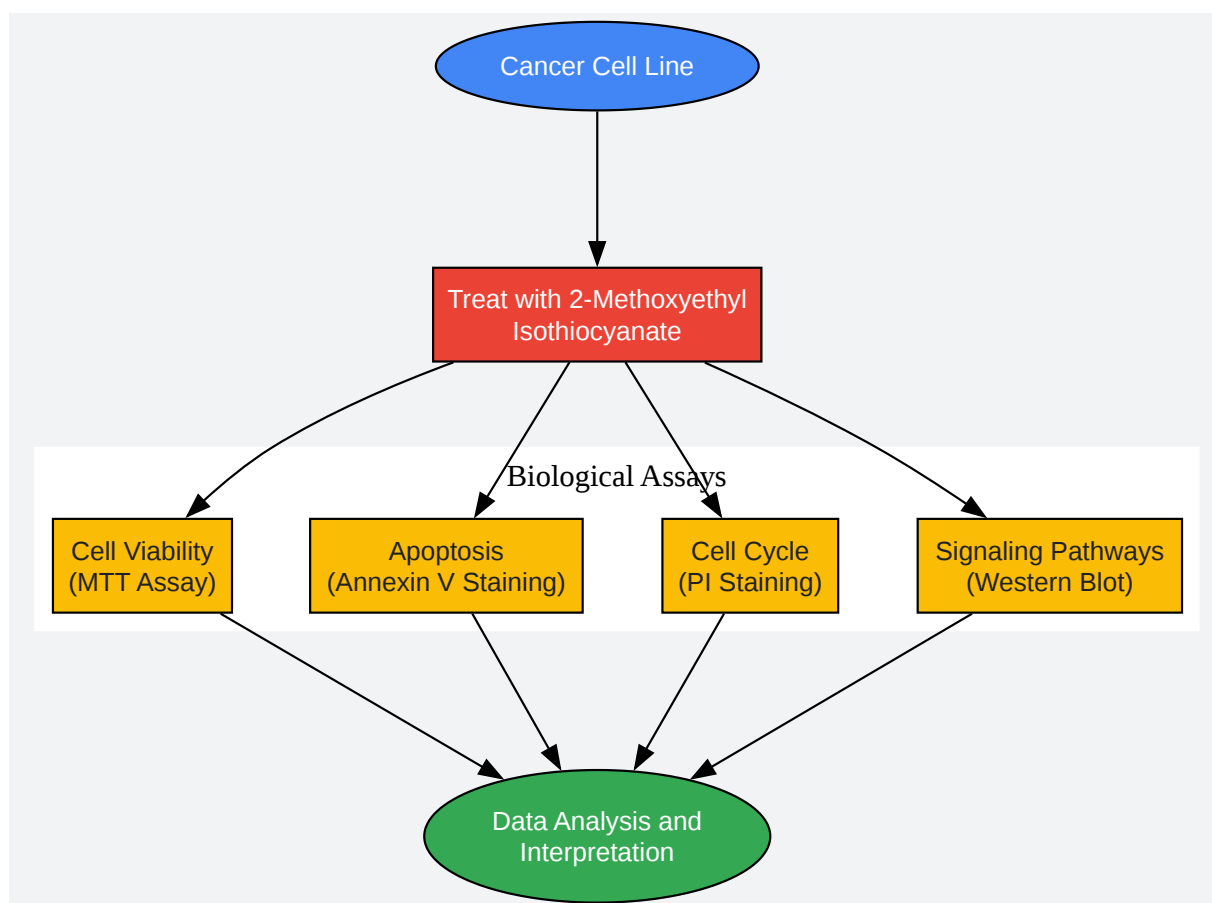 Cancer Cell Line
Treat with 2-Methoxyethyl
Isothiocyanate
Biological Assays
Cell Viability
(MTT Assay)
Apoptosis
(Annexin V Staining)
Cell Cycle
(PI Staining)
Signaling Pathways
(Western Blot)
Data Analysis and
Interpretation